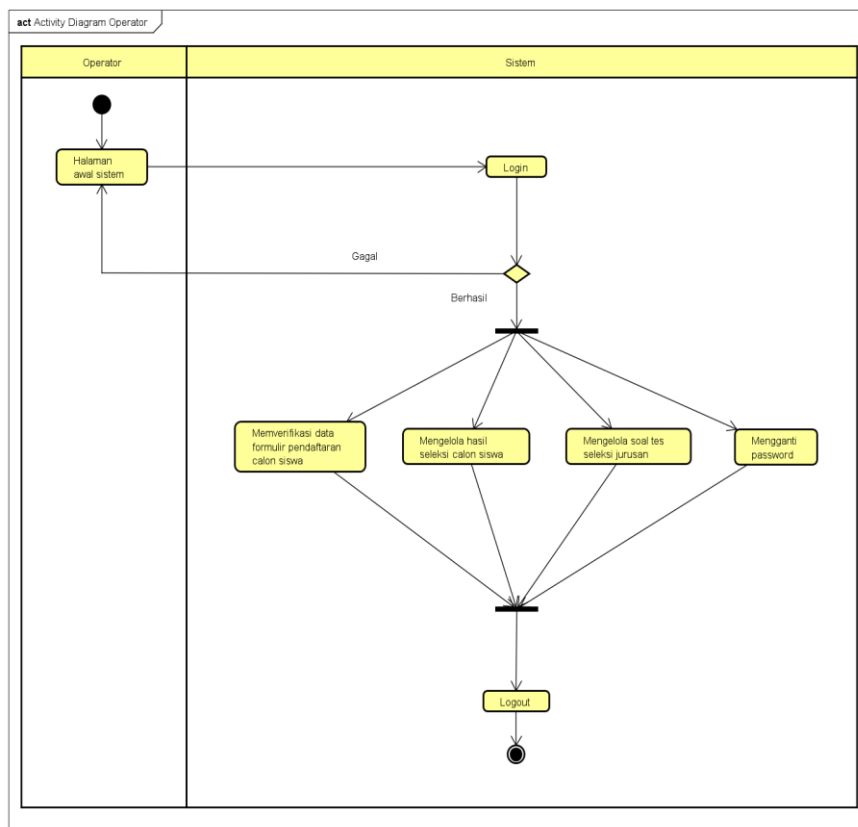 act Activity Diagram Operator
Operator
Sistem
Halaman
awal sistem
Login
Gagal
Berhasil
Memverifikasi data
formulir pendaftaran
calon siswa
Mengelola hasil
seleksi calon siswa
Mengelola soal tes
seleksi jurusan
Mengganti
password
Logout